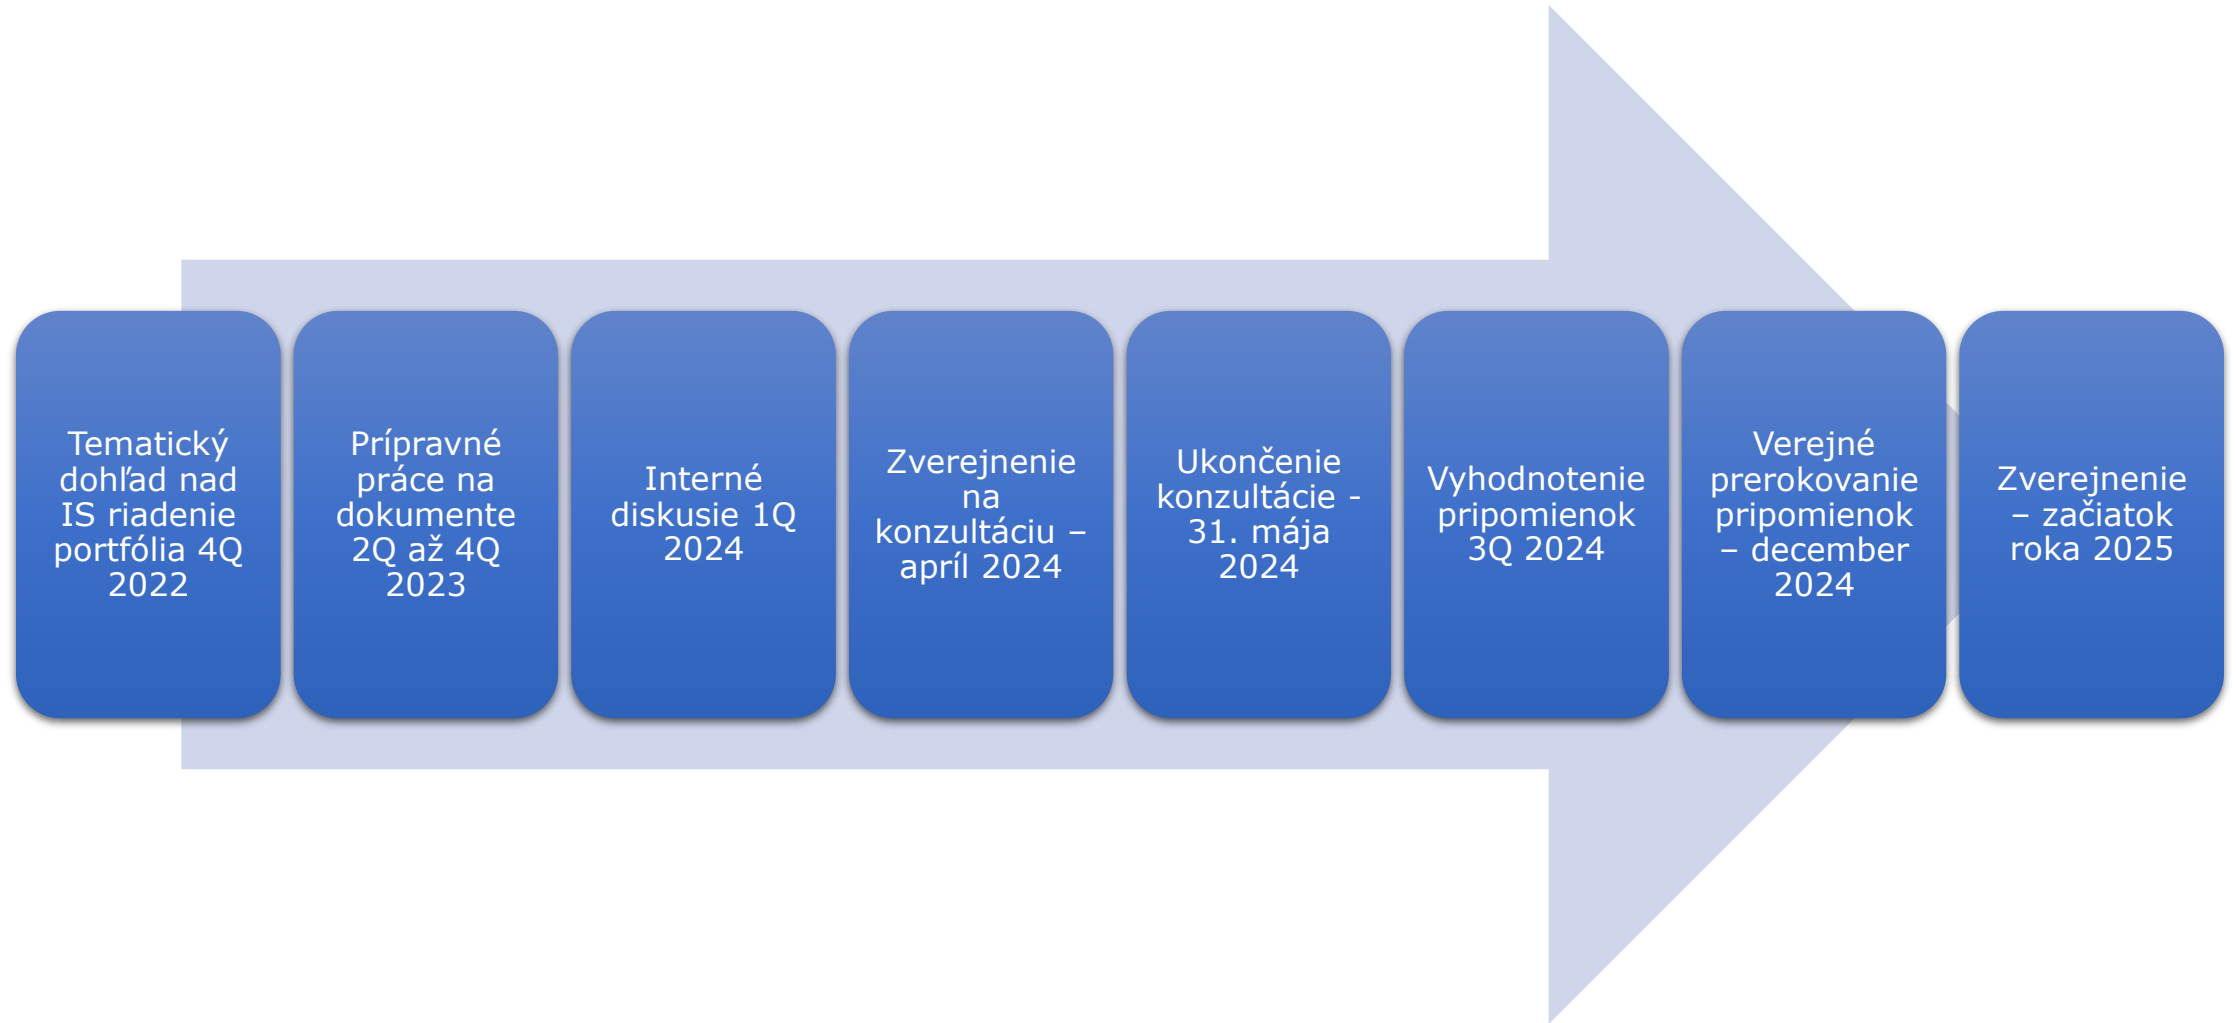 Tematický
dohľad nad
IS riadenie
portfólia 4Q
2022
Prípravné
práce na
dokumente
2Q až 4Q
2023
Interné
diskusie 1Q
2024
Zverejnenie
na
konzultáciu –
apríl 2024
Ukončenie
konzultácie -
31. mája
2024
Vyhodnotenie
pripomienok
3Q 2024
Verejné
prerokovanie
pripomienok
– december
2024
Zverejnenie
– začiatok
roka 2025